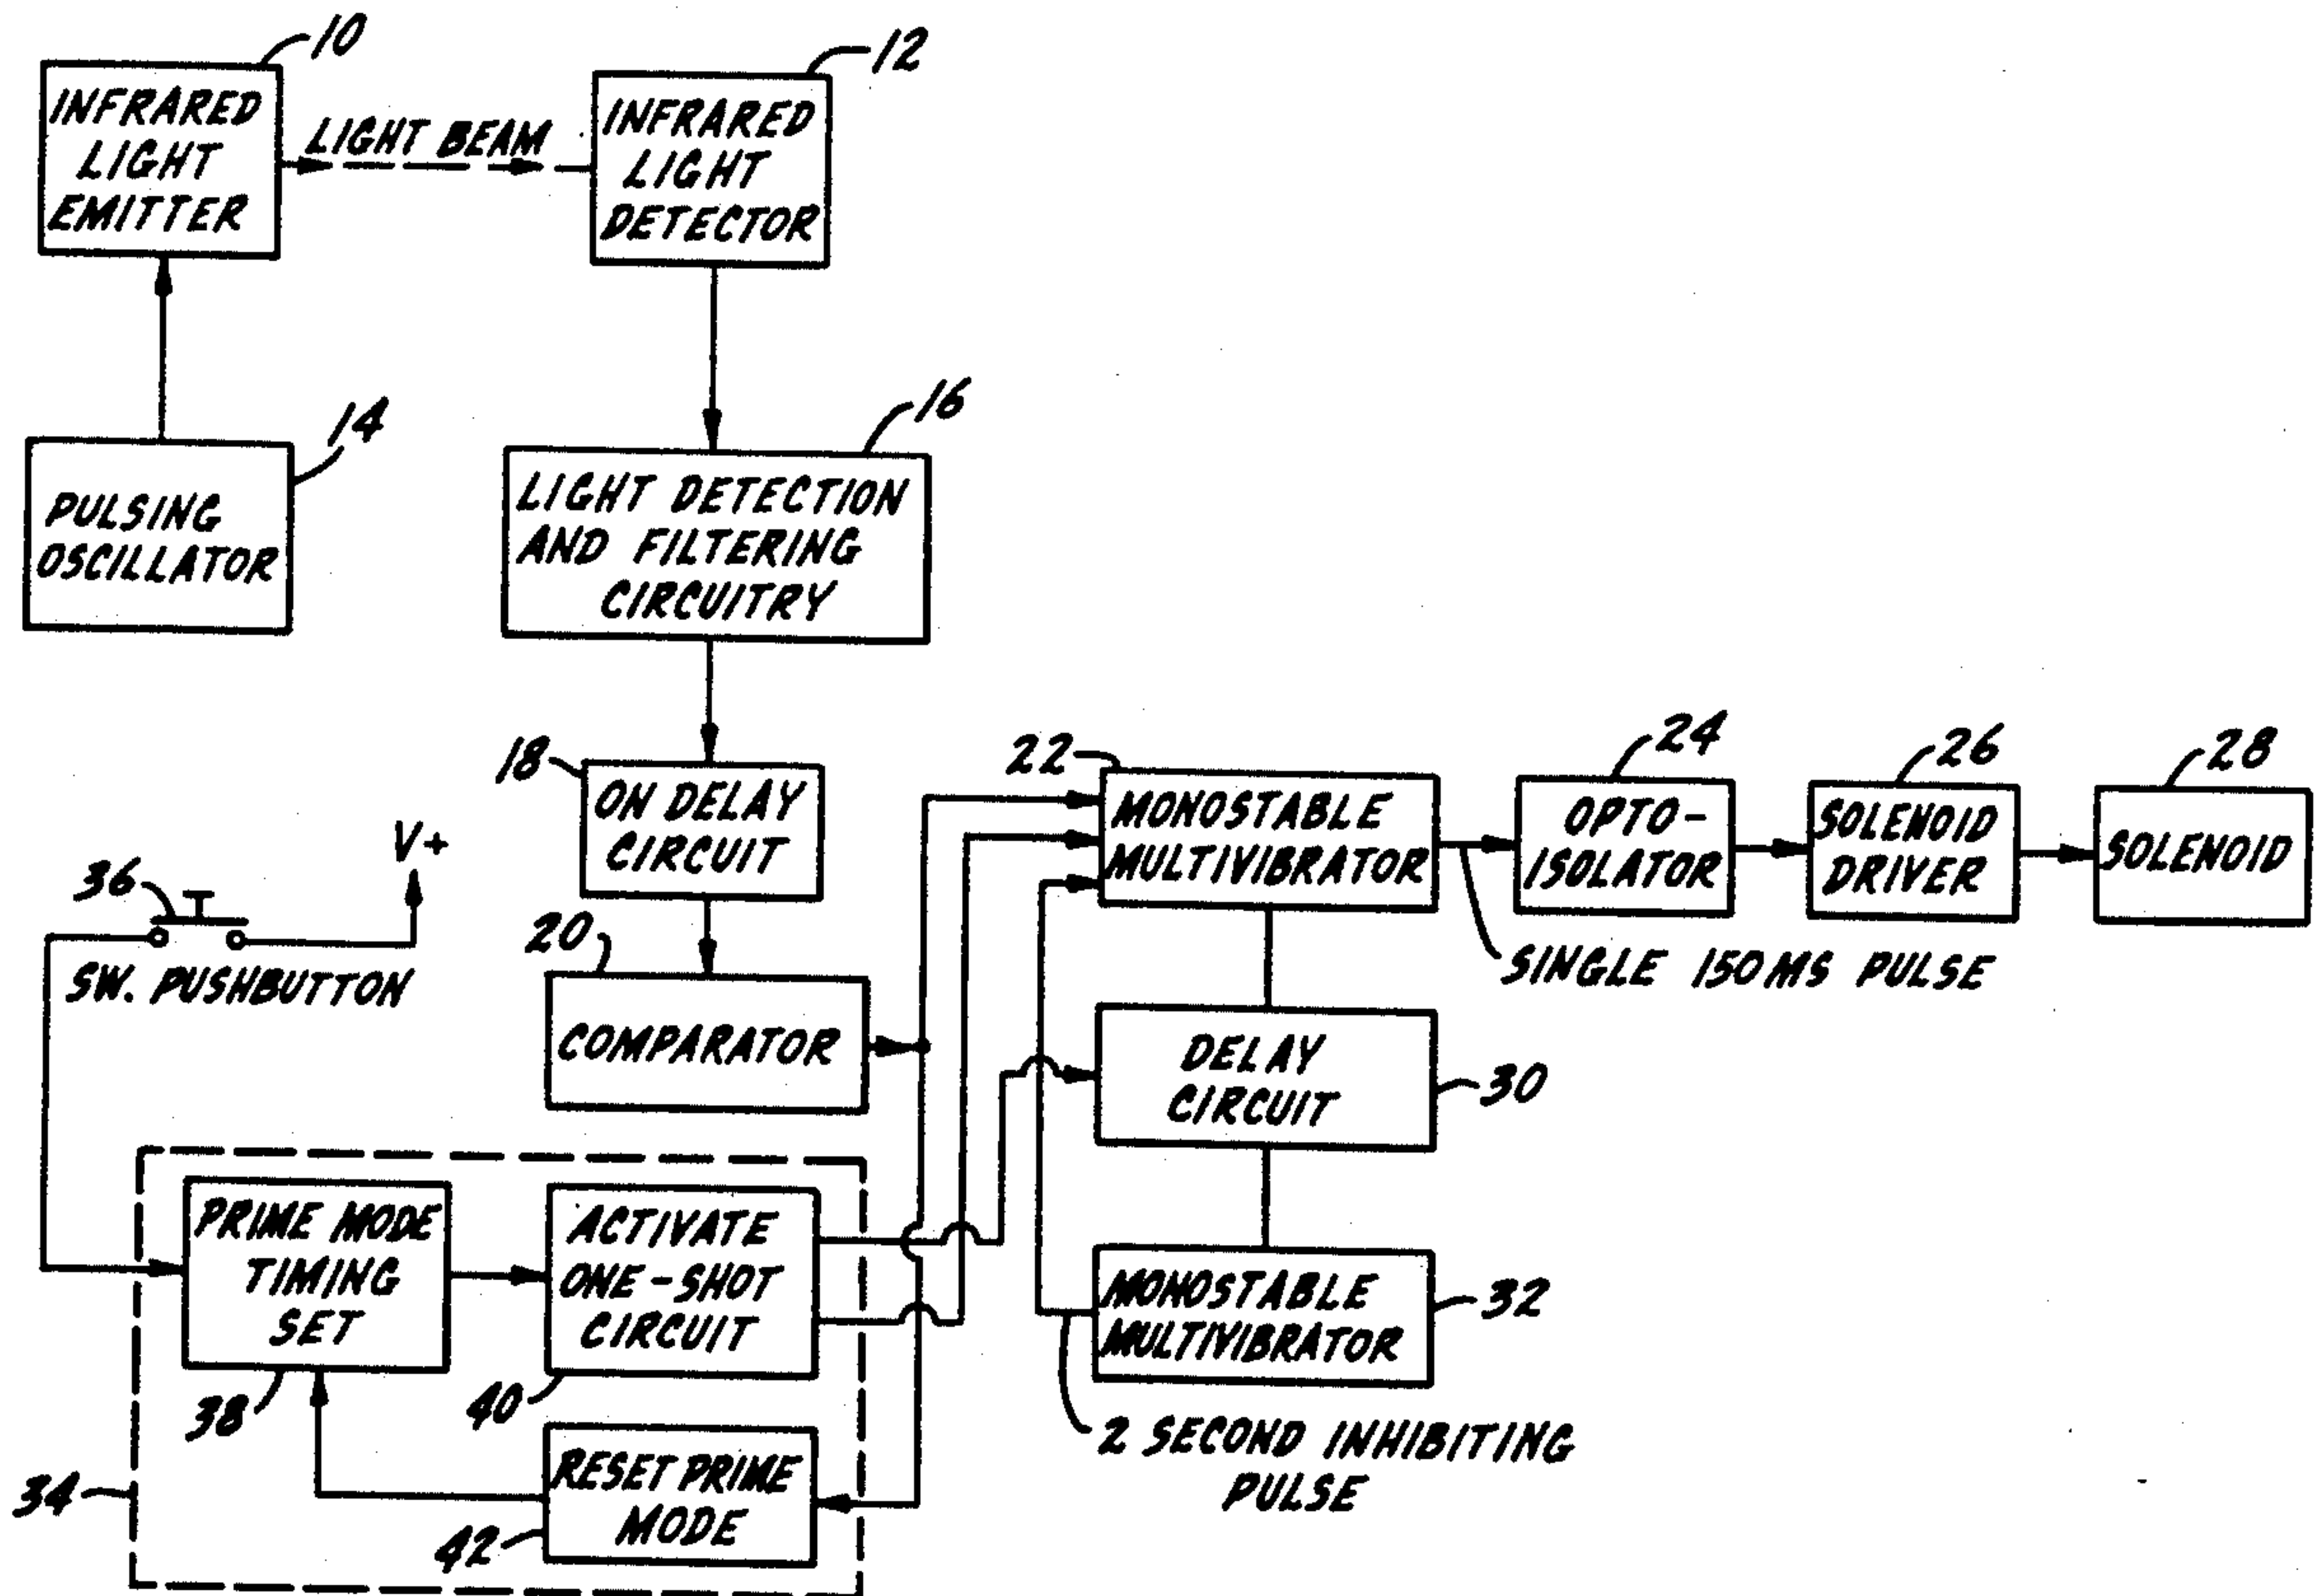 10
INFRARED
LIGHT
EMITTER
LIGHT BEAM
12
INFRARED
LIGHT
DETECTOR
14
PULSING
OSCILLATOR
16
LIGHT DETECTION
AND FILTERING
CIRCUITRY
18
ON DELAY
CIRCUIT
20
COMPARATOR
22
MONOSTABLE
MULTIVIBRATOR
24
OPTO-
ISOLATOR
26
SOLENOID
DRIVER
28
SOLENOID
SINGLE 150MS PULSE
V+
36
SW. PUSHBUTTON
DELAY
CIRCUIT
30
PRIME MODE
TIMING
SET
38
ACTIVATE
ONE-SHOT
CIRCUIT
40
MONOSTABLE
MULTIVIBRATOR
32
2 SECOND INHIBITING
PULSE
34
RESET PRIME
MODE
42